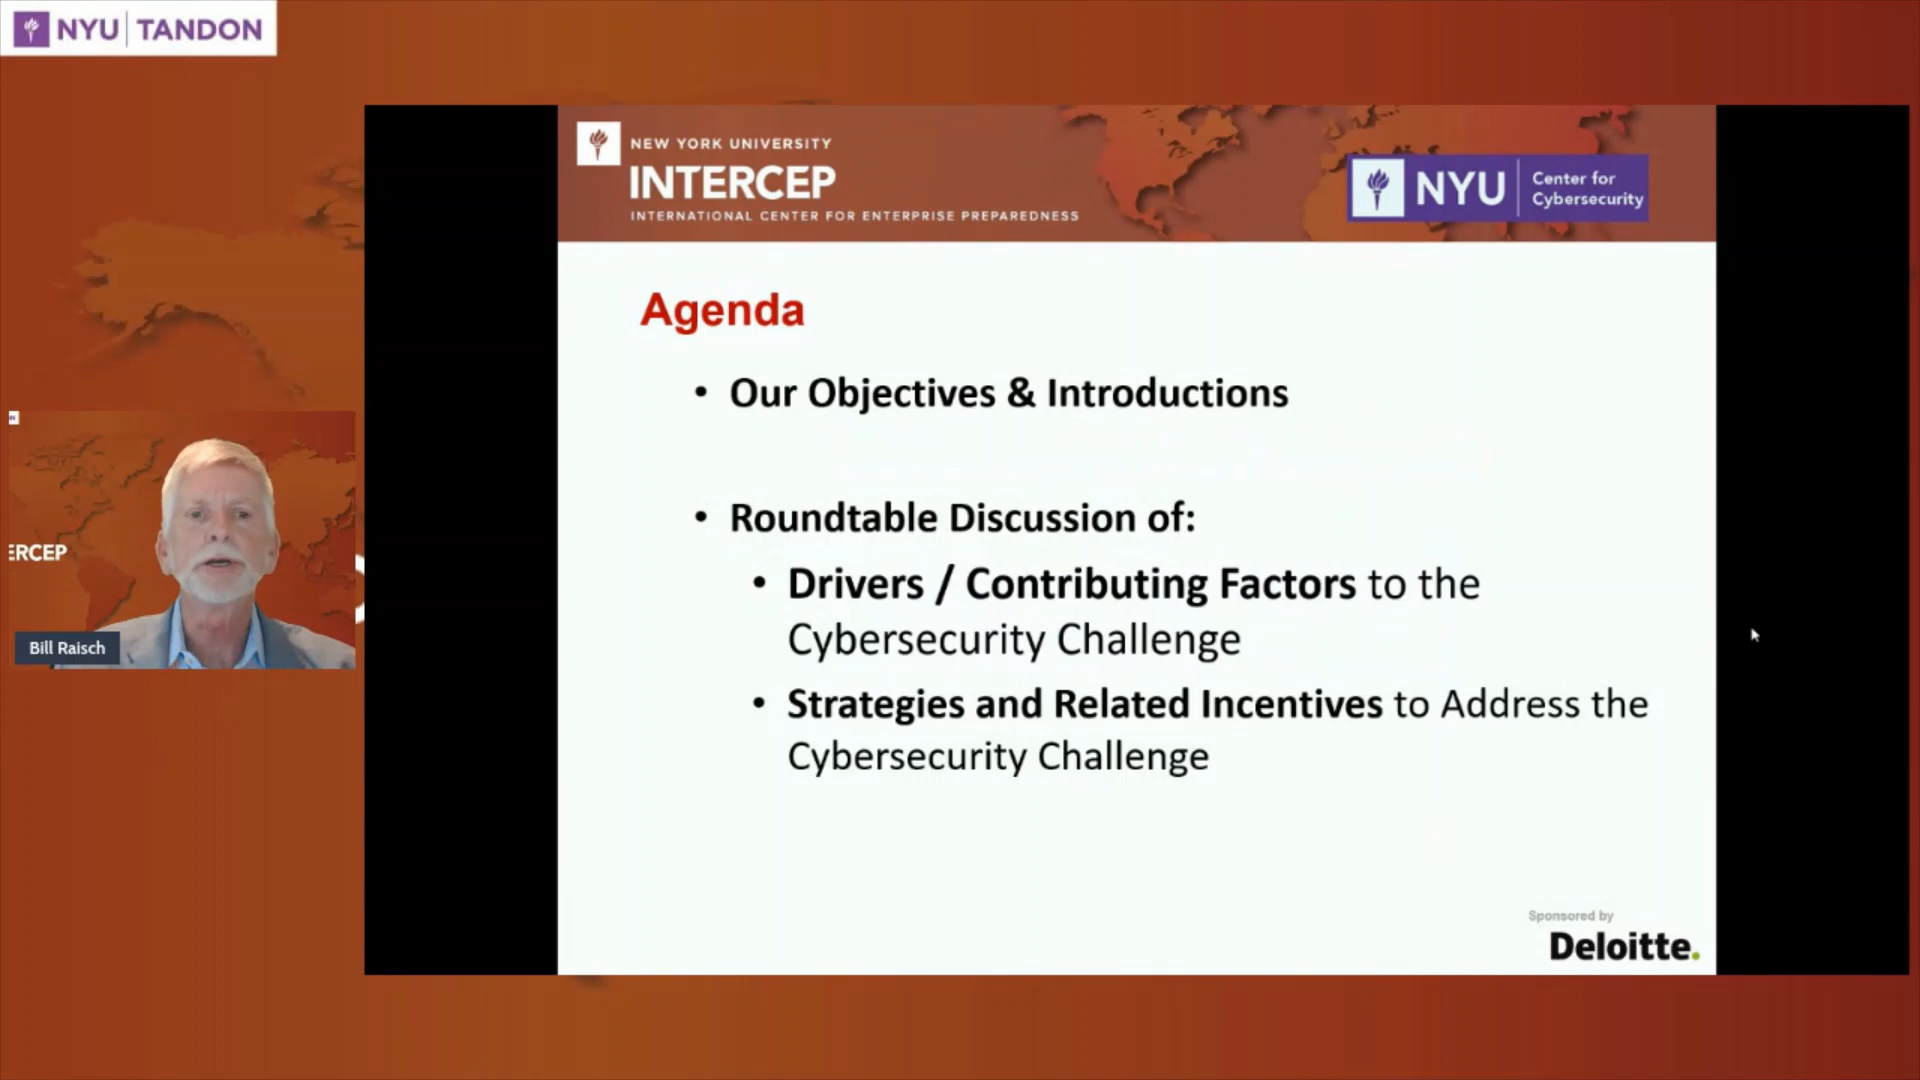 NYU TANDON
NEW YORK UNIVERSITY
INTERCEP
INTERNATIONAL CENTER FOR ENTERPRISE PREPAREDNESS
NYU Center for
Cybersecurity
Agenda
• Our Objectives & Introductions
• Roundtable Discussion of:
• Drivers / Contributing Factors to the
Cybersecurity Challenge
• Strategies and Related Incentives to Address the
Cybersecurity Challenge
ERCEP
Bill Raisch
Sponsored by
Deloitte.